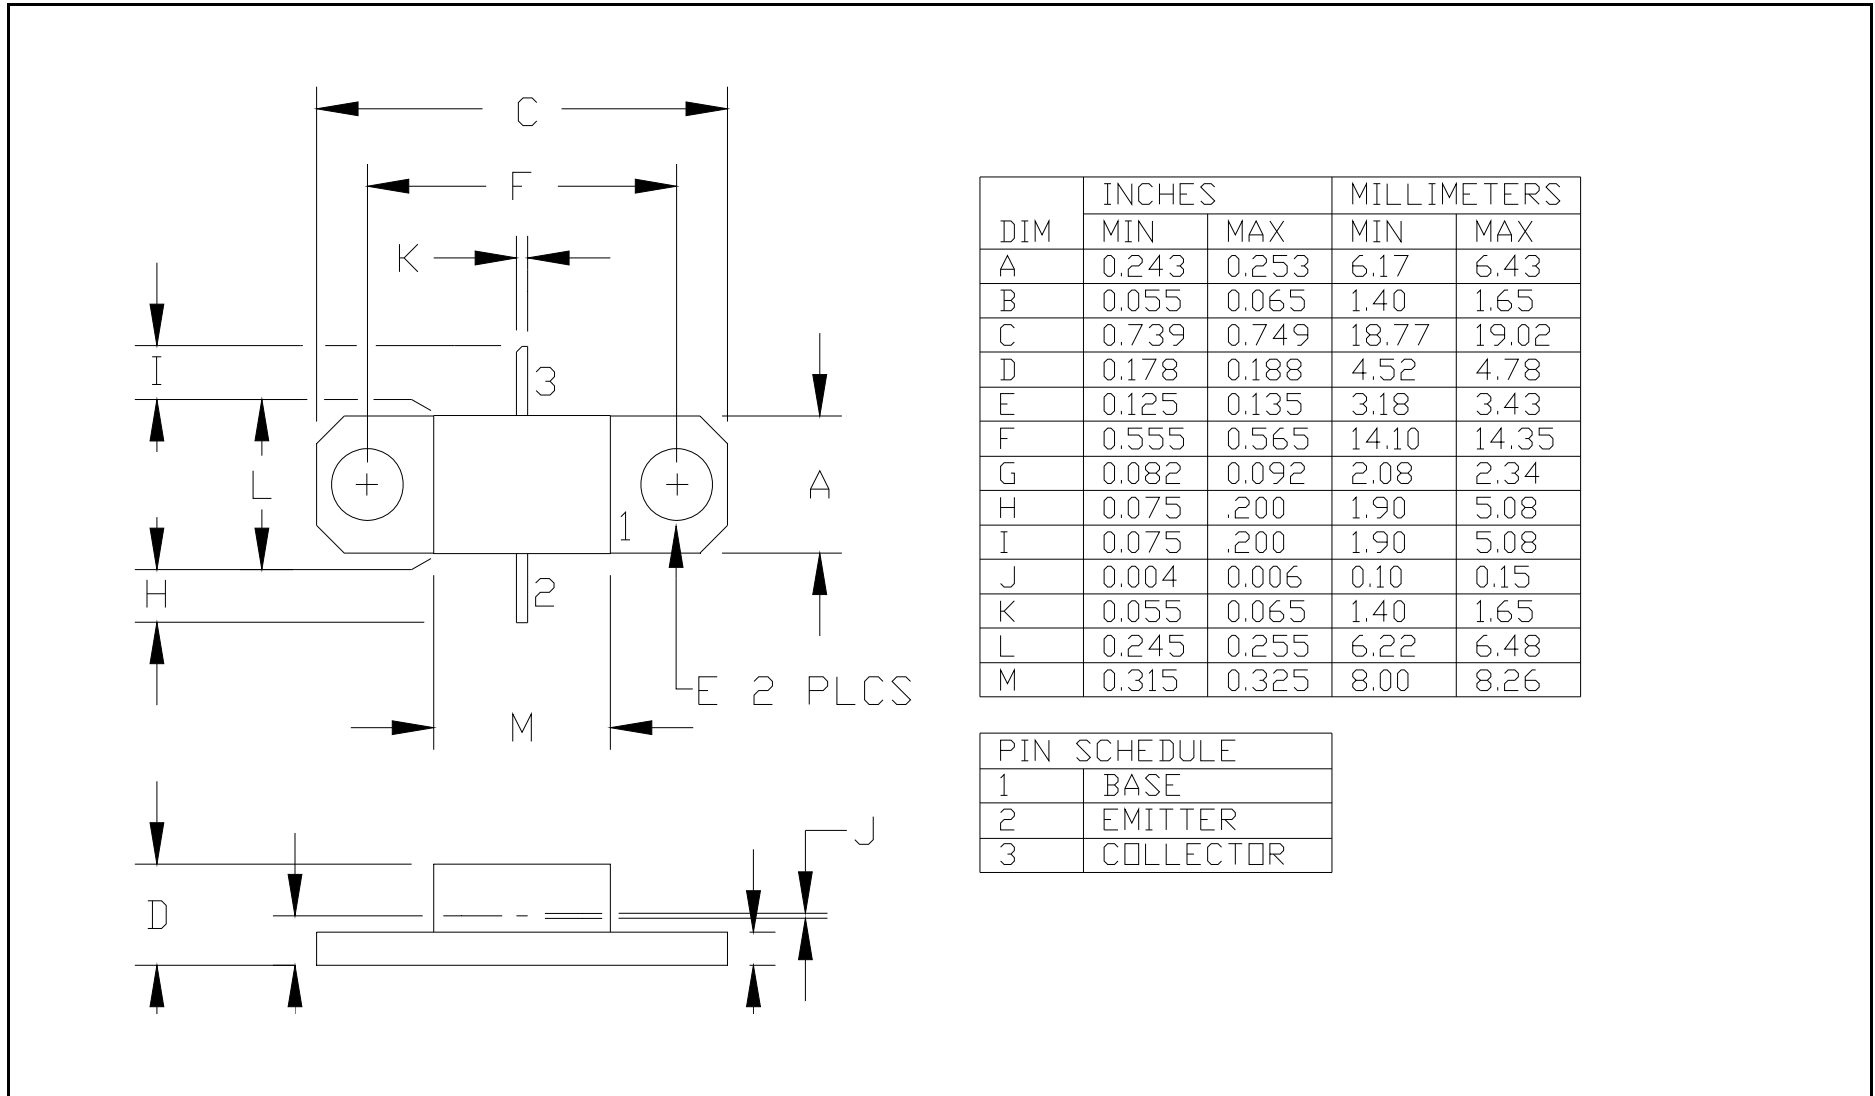 C
F
K
I
3
L
A
1
H
2
E 2 PLCS
M
J
D
INCHES MILLIMETERS
DIM MIN MAX MIN MAX
A 0.243 0.253 6.17 6.43
B 0.055 0.065 1.40 1.65
C 0.739 0.749 18.77 19.02
D 0.178 0.188 4.52 4.78
E 0.125 0.135 3.18 3.43
F 0.555 0.565 14.10 14.35
G 0.082 0.092 2.08 2.34
H 0.075 .200 1.90 5.08
I 0.075 .200 1.90 5.08
J 0.004 0.006 0.10 0.15
K 0.055 0.065 1.40 1.65
L 0.245 0.255 6.22 6.48
M 0.315 0.325 8.00 8.26
PIN SCHEDULE
1 BASE
2 EMITTER
3 COLLECTOR